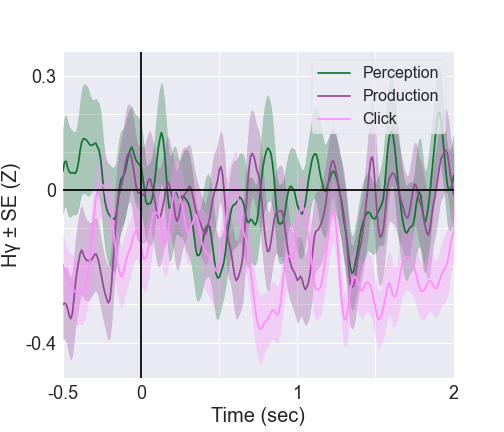 Hγ ± SE (Z)
0.3
0
-0.4
Perception
Production
Click
-0.5 0 1 2
Time (sec)